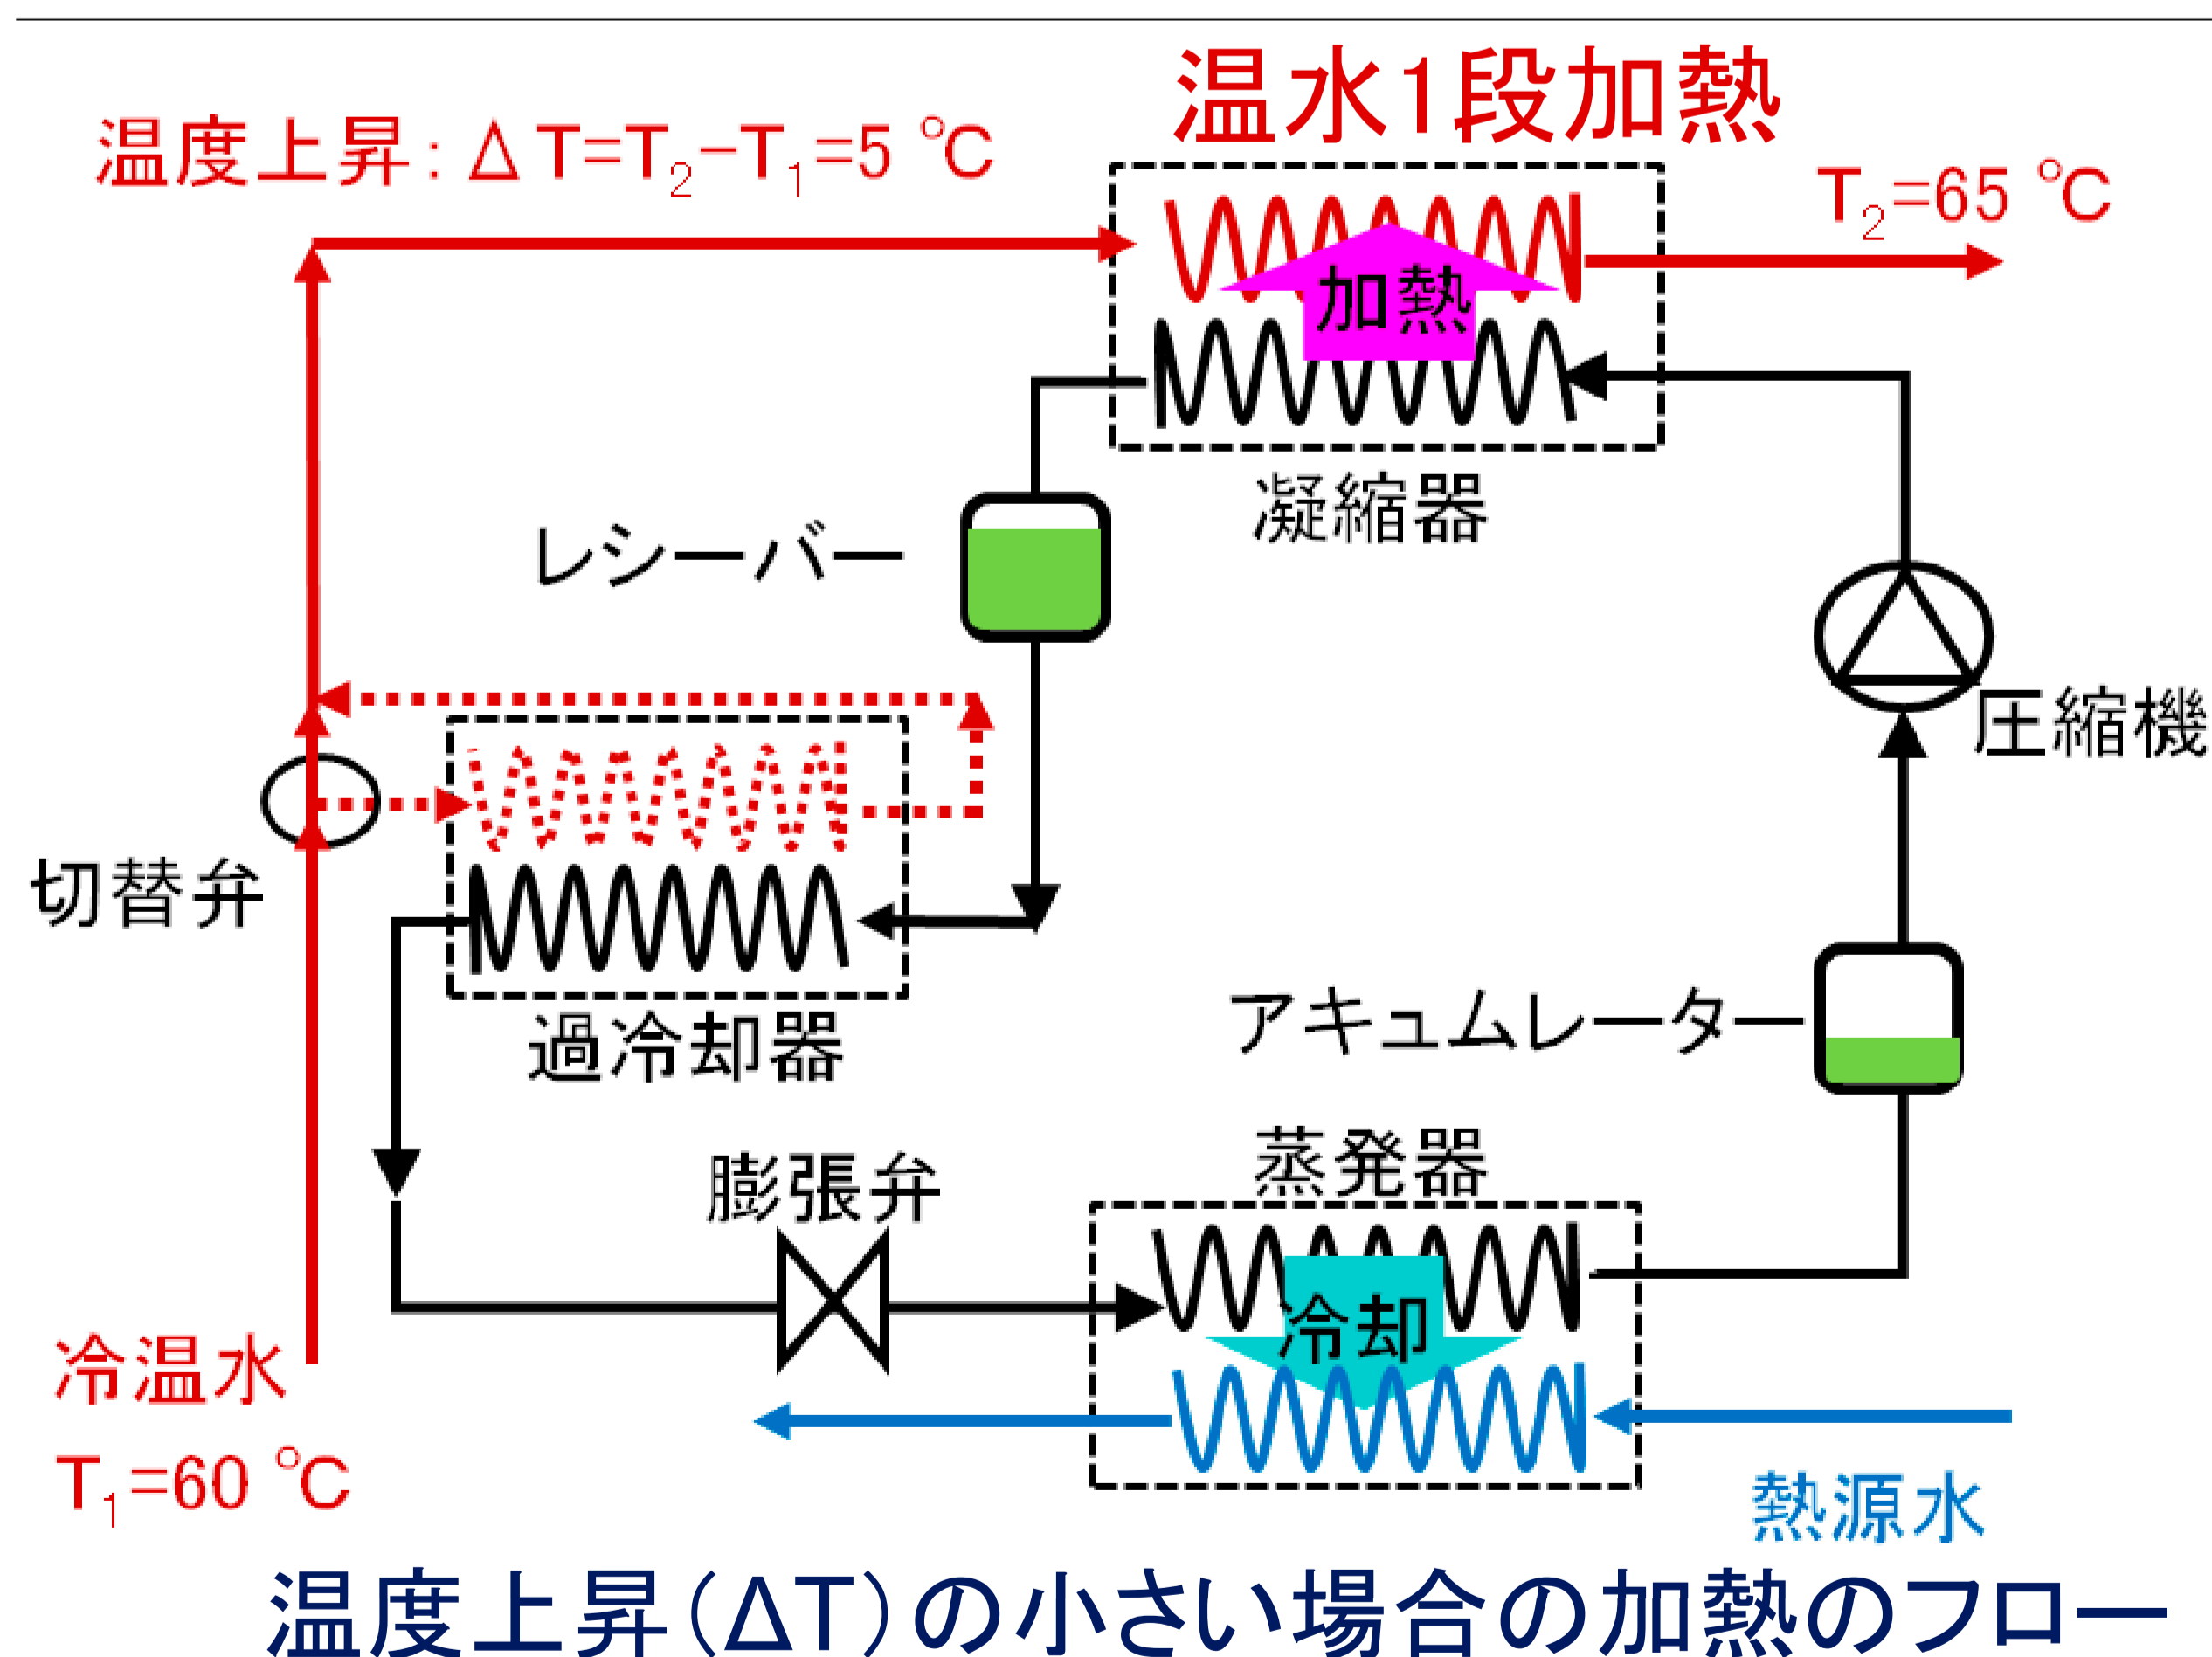 温水1段加熱
温度上昇：ΔT=T₂-T₁=5 ℃
T₂=65 ℃
加熱
凝縮器
レシーバー
圧縮機
切替弁
過冷却器
アキュムレーター
膨張弁
蒸発器
冷却
冷温水
T₁=60 ℃
熱源水
温度上昇(ΔT)の小さい場合の加熱のフロー